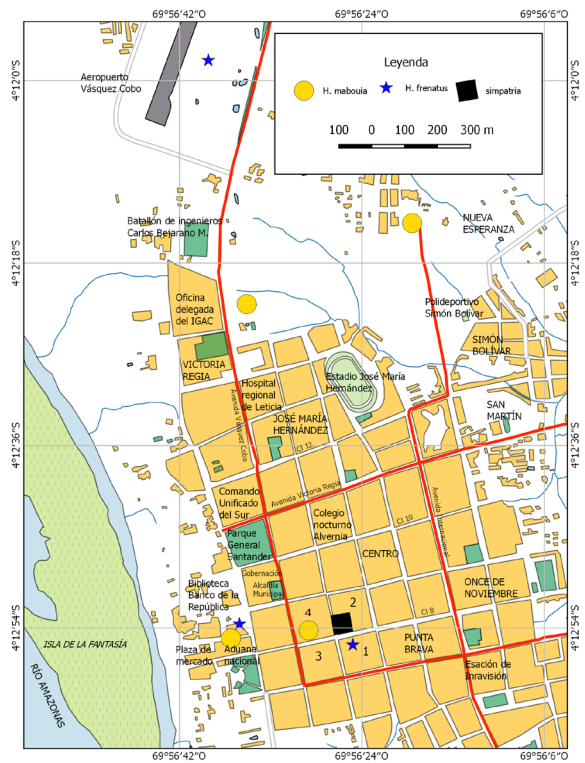 69°56'42"O
69°56'24"O
69°56'6"O
4°12'0"
4°12'0"
Aeropuerto
Vásquez Cobo
Leyenda
H. mabouia
H. frenatus
simpatria
100
0
100
200
300 m
Batallón de ingenieros
Carlos Bejarano M.
NUEVA
ESPERANZA
4°12'18"
4°12'18"
Oficina
delegada
del IGAC
Polideportivo
Simón Bolívar
SIMÓN
BOLÍVAR
VICTORIA
REGIA
Hospital
regional
de Leticia
Estadio José María
Hernández
Avenida Vásquez Cobo
JOSÉ MARÍA
HERNÁNDEZ
SAN
MARTÍN
4°12'36"
4°12'36"
Cl 12
Comando
Unificado
del Sur
Avenida Victoria Regia
Avenida Internacional
Colegio
nocturno
Alvernia
Cl 10
Parque
General
Santander
CENTRO
Gobernación
Alcaldía
Municipal
Biblioteca
Banco de la
República
ONCE DE
NOVIEMBRE
4
2
Cl 8
4°12'54"
4°12'54"
ISLA DE LA FANTASÍA
Plaza de
mercado
Aduana
nacional
3
1
PUNTA
BRAVA
Esación de
Inravisión
RÍO AMAZONAS
69°56'42"O
69°56'24"O
69°56'6"O